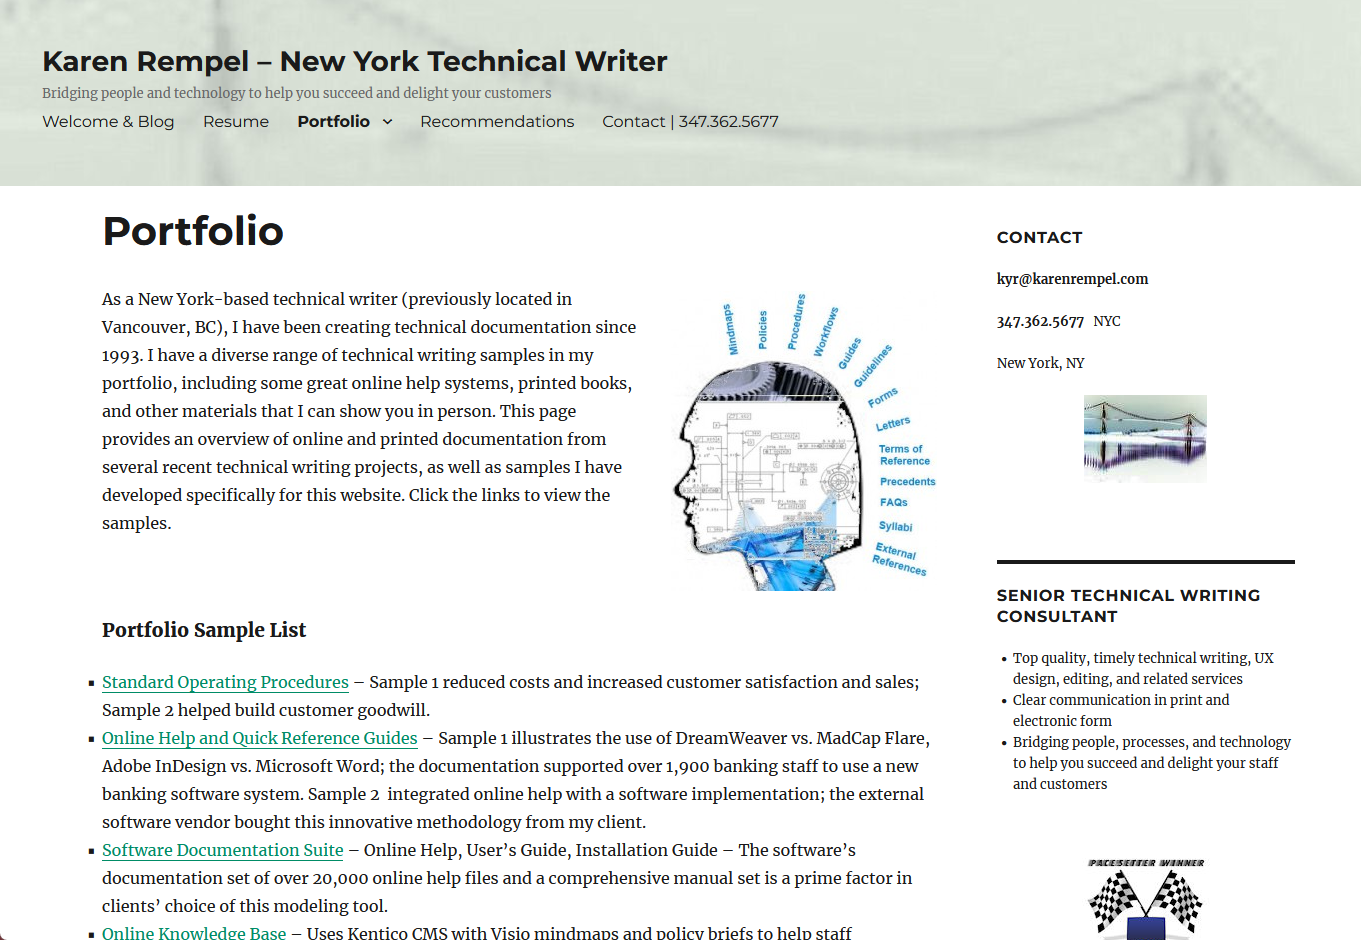 Karen Rempel – New York Technical Writer
Bridging people and technology to help you succeed and delight your customers
Welcome & Blog Resume Portfolio Recommendations Contact | 347.362.5677
Portfolio
As a New York-based technical writer (previously located in
Vancouver, BC), I have been creating technical documentation since
1993. I have a diverse range of technical writing samples in my
portfolio, including some great online help systems, printed books,
and other materials that I can show you in person. This page
provides an overview of online and printed documentation from
several recent technical writing projects, as well as samples I have
developed specifically for this website. Click the links to view the
samples.
Mindmaps
Policies
Procedures
Workflows
Guides
Guidelines
Forms
Letters
Terms of
Reference
Precedents
FAQs
Syllabi
External
References
Portfolio Sample List
Standard Operating Procedures – Sample 1 reduced costs and increased customer satisfaction and sales;
Sample 2 helped build customer goodwill.
Online Help and Quick Reference Guides – Sample 1 illustrates the use of DreamWeaver vs. MadCap Flare,
Adobe InDesign vs. Microsoft Word; the documentation supported over 1,900 banking staff to use a new
banking software system. Sample 2 integrated online help with a software implementation; the external
software vendor bought this innovative methodology from my client.
Software Documentation Suite – Online Help, User’s Guide, Installation Guide – The software’s
documentation set of over 20,000 online help files and a comprehensive manual set is a prime factor in
clients’ choice of this modeling tool.
Online Knowledge Base – Uses Kentico CMS with Visio mindmaps and policy briefs to help staff
CONTACT
kyr@karenrempel.com
347.362.5677 NYC
New York, NY
SENIOR TECHNICAL WRITING
CONSULTANT
Top quality, timely technical writing, UX
design, editing, and related services
Clear communication in print and
electronic form
Bridging people, processes, and technology
to help you succeed and delight your staff
and customers
PACESETTER WINNER